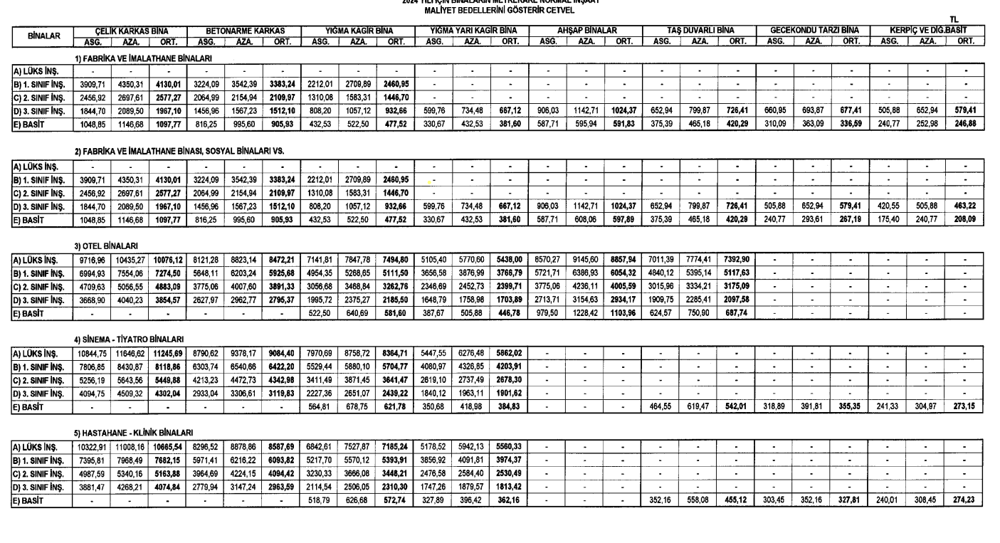 2024 YILI İÇİN BİNALARIN METREKARE NORMAL İNŞAAT
MALİYET BEDELLERİNİ GÖSTERİR CETVEL
TL
BİNALAR ÇELİK KARKAS BİNA BETONARME KARKAS YIĞMA KAGİR BİNA YIĞMA YARI KAGİR BİNA AHŞAP BİNALAR TAŞ DUVARLI BİNA GECEKONDU TARZI BİNA KERPİÇ VE DİĞ.BASİT
ASG. AZA. ORT. ASG. AZA. ORT. ASG. AZA. ORT. ASG. AZA. ORT. ASG. AZA. ORT. ASG. AZA. ORT. ASG. AZA. ORT. ASG. AZA. ORT.
1) FABRİKA VE İMALATHANE BİNALARI
A) LÜKS İNŞ. - - - - - - - - - - - - - - - - - - - - - - - -
B) 1. SINIF İNŞ. 3909,71 4350,31 4130,01 3224,09 3542,39 3383,24 2212,01 2709,89 2460,95 - - - - - - - - - - - - - - -
C) 2. SINIF İNŞ. 2456,92 2697,61 2577,27 2064,99 2154,94 2109,97 1310,08 1583,31 1446,70 - - - - - - - - - - - - - - -
D) 3. SINIF İNŞ. 1844,70 2089,50 1967,10 1456,96 1567,23 1512,10 808,20 1057,12 932,66 599,76 734,48 667,12 906,03 1142,71 1024,37 652,94 799,87 726,41 660,95 693,87 677,41 505,88 652,94 579,41
E) BASİT 1048,85 1146,68 1097,77 816,25 995,60 905,93 432,53 522,50 477,52 330,67 432,53 381,60 587,71 595,94 591,83 375,39 465,18 420,29 310,09 363,09 336,59 240,77 252,98 246,88
2) FABRİKA VE İMALATHANE BİNASI, SOSYAL BİNALARI VS.
A) LÜKS İNŞ. - - - - - - - - - - - - - - - - - - - - - - - -
B) 1. SINIF İNŞ. 3909,71 4350,31 4130,01 3224,09 3542,39 3383,24 2212,01 2709,89 2460,95 - - - - - - - - - - - - - - -
C) 2. SINIF İNŞ. 2456,92 2697,61 2577,27 2064,99 2154,94 2109,97 1310,08 1583,31 1446,70 - - - - - - - - - - - - - - -
D) 3. SINIF İNŞ. 1844,70 2089,50 1967,10 1456,96 1567,23 1512,10 808,20 1057,12 932,66 599,76 734,48 667,12 906,03 1142,71 1024,37 652,94 799,87 726,41 505,88 652,94 579,41 420,55 505,88 463,22
E) BASİT 1048,85 1146,68 1097,77 816,25 995,60 905,93 432,53 522,50 477,52 330,67 432,53 381,60 587,71 608,06 597,89 375,39 465,18 420,29 240,77 293,61 267,19 175,40 240,77 208,09
3) OTEL BİNALARI
A) LÜKS İNŞ. 9716,96 10435,27 10076,12 8121,28 8823,14 8472,21 7141,81 7847,78 7494,80 5105,40 5770,60 5438,00 8570,27 9145,60 8857,94 7011,39 7774,41 7392,90 - - - - - -
B) 1. SINIF İNŞ. 6994,93 7554,06 7274,50 5648,11 6203,24 5925,68 4954,35 5268,65 5111,50 3656,58 3876,99 3766,79 5721,71 6386,93 6054,32 4840,12 5395,14 5117,63 - - - - - -
C) 2. SINIF İNŞ. 4709,63 5056,55 4883,09 3775,06 4007,60 3891,33 3056,68 3468,84 3262,76 2346,69 2452,73 2399,71 3775,06 4236,11 4005,59 3015,96 3334,21 3175,09 - - - - - -
D) 3. SINIF İNŞ. 3668,90 4040,23 3854,57 2627,97 2962,77 2795,37 1995,72 2375,27 2185,50 1648,79 1758,98 1703,89 2713,71 3154,63 2934,17 1909,75 2285,41 2097,58 - - - - - -
E) BASİT - - - - - - 522,50 640,69 581,60 387,67 505,88 446,78 979,50 1228,42 1103,96 624,57 750,90 687,74 - - - - - -
4) SİNEMA - TİYATRO BİNALARI
A) LÜKS İNŞ. 10844,75 11646,62 11245,69 8790,62 9378,17 9084,40 7970,69 8758,72 8364,71 5447,55 6276,48 5862,02 - - - - - - - - - - - -
B) 1. SINIF İNŞ. 7806,85 8430,87 8118,86 6303,74 6540,66 6422,20 5529,44 5880,10 5704,77 4080,97 4326,85 4203,91 - - - - - - - - - - - -
C) 2. SINIF İNŞ. 5256,19 5643,56 5449,88 4213,23 4472,73 4342,98 3411,49 3871,45 3641,47 2619,10 2737,49 2678,30 - - - - - - - - - - - -
D) 3. SINIF İNŞ. 4094,75 4509,32 4302,04 2933,04 3306,61 3119,83 2227,36 2651,07 2439,22 1840,12 1963,11 1901,62 - - - - - - - - - - - -
E) BASİT - - - - - - 564,81 678,75 621,78 350,68 418,98 384,83 - - - 464,55 619,47 542,01 318,89 391,81 355,35 241,33 304,97 273,15
5) HASTAHANE - KLİNİK BİNALARI
A) LÜKS İNŞ. 10322,91 11008,16 10665,54 8296,52 8878,86 8587,69 6842,61 7527,87 7185,24 5178,52 5942,13 5560,33 - - - - - - - - - - - -
B) 1. SINIF İNŞ. 7395,81 7968,49 7682,15 5971,41 6216,22 6093,82 5217,70 5570,12 5393,91 3856,92 4091,81 3974,37 - - - - - - - - - - - -
C) 2. SINIF İNŞ. 4987,59 5340,16 5163,88 3964,69 4224,15 4094,42 3230,33 3666,08 3448,21 2476,58 2584,40 2530,49 - - - - - - - - - - - -
D) 3. SINIF İNŞ. 3881,47 4268,21 4074,84 2779,94 3147,24 2963,59 2114,54 2506,05 2310,30 1747,26 1879,57 1813,42 - - - - - - - - - - - -
E) BASİT - - - - - - 518,79 626,68 572,74 327,89 396,42 362,16 - - - 352,16 558,08 455,12 303,45 352,16 327,81 240,01 308,45 274,23